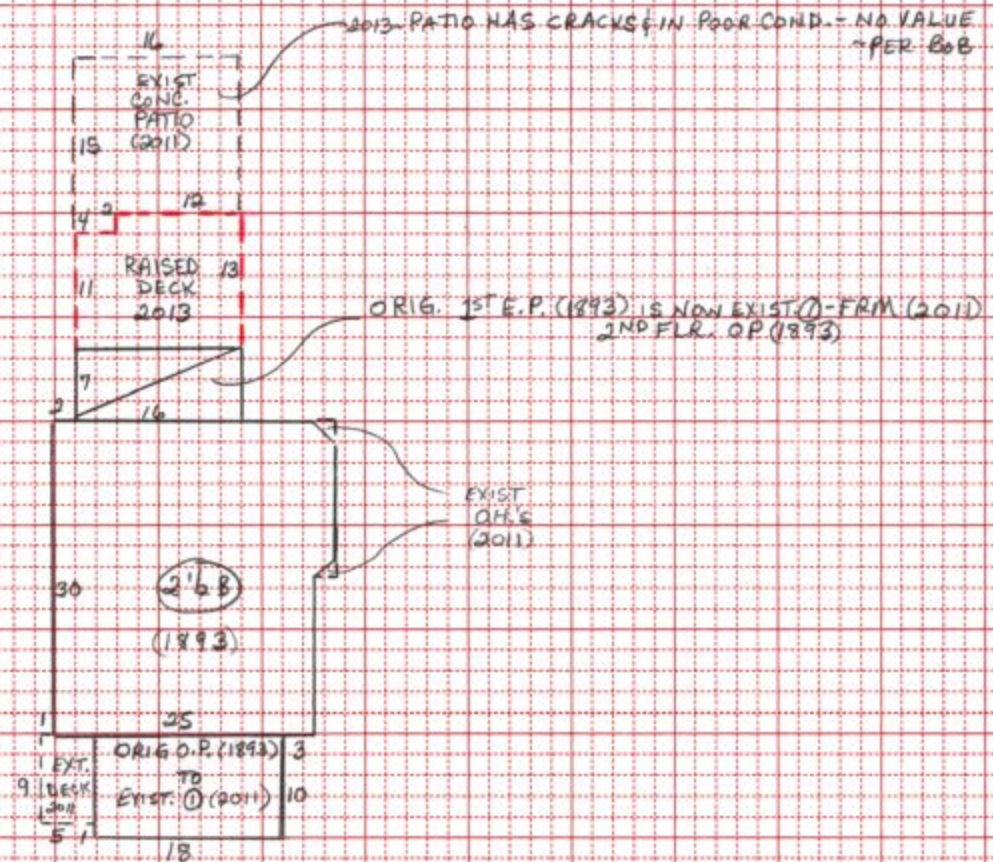 2013- PATIO HAS CRACKS & IN POOR COND. - NO VALUE
~PER BOB
16
EXIST
CONC.
PATIO
(2011)
15
12
4 2
RAISED 13
DECK
11
2013
ORIG. 1ST E.P. (1893) IS NOW EXIST. ①-FRM (2011)
2ND FLR. OP (1893)
7
2
16
EXIST
O.H.'S
(2011)
30
2 ½ B
(1893)
1
25
ORIG O.P. (1893) 3
TO
EXIST. ① (2011) 10
EXT.
9 DECK
2011
5 1
18